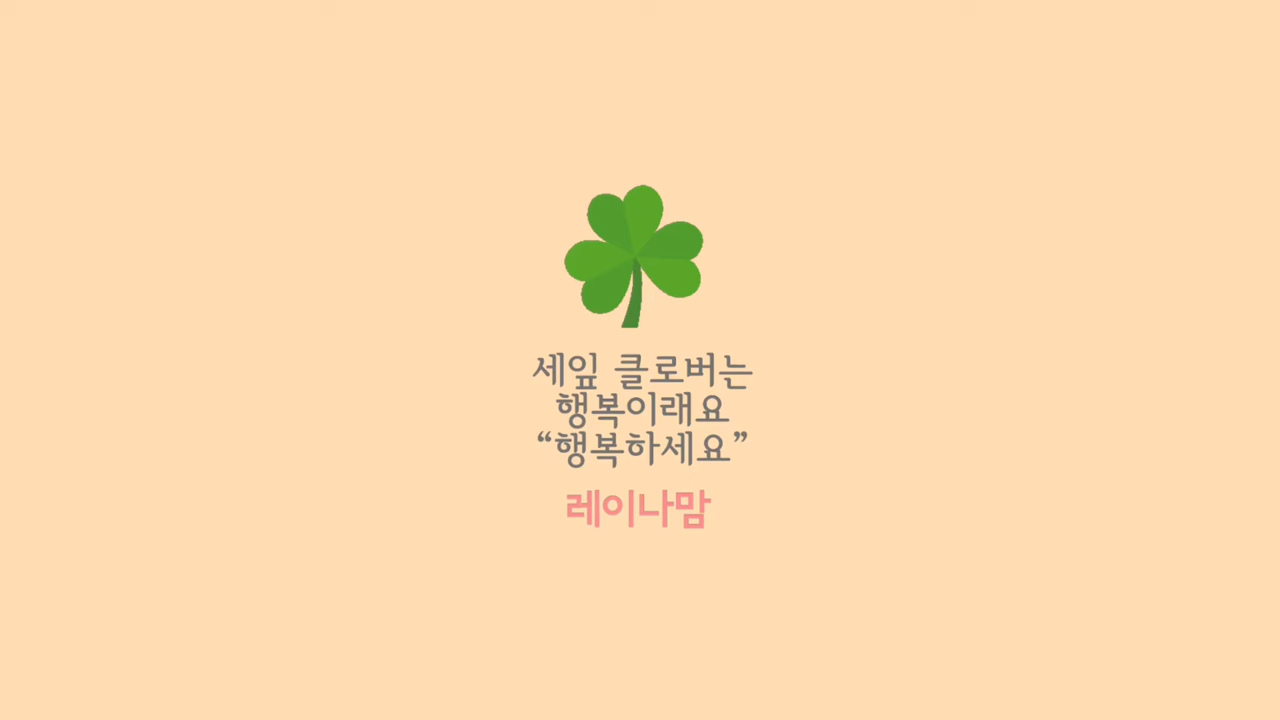 세잎 클로버는
행복이래요
“행복하세요”
레이나맘